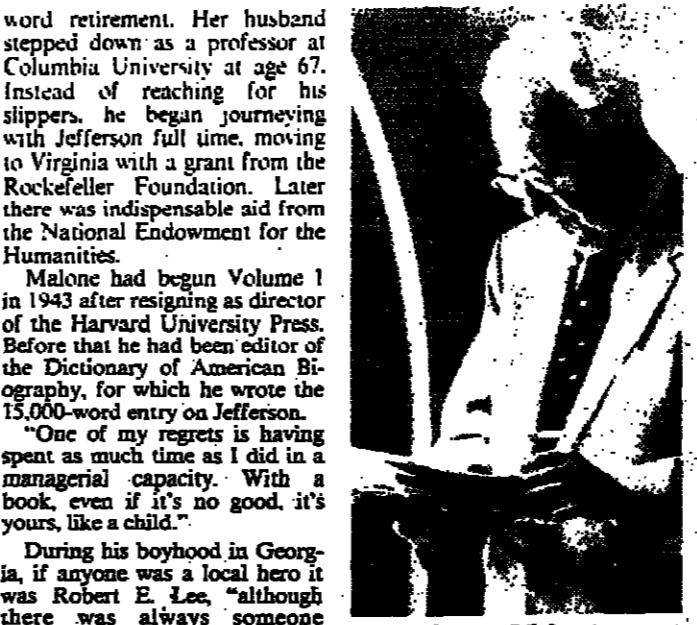 word retirement. Her husband
stepped down as a professor at
Columbia University at age 67.
Instead of reaching for his
slippers, he began journeying
with Jefferson full time, moving
to Virginia with a grant from the
Rockefeller Foundation. Later
there was indispensable aid from
the National Endowment for the
Humanities.
Malone had begun Volume 1
in 1943 after resigning as director
of the Harvard University Press.
Before that he had been editor of
the Dictionary of American Bi-
ography, for which he wrote the
15,000-word entry on Jefferson.
"One of my regrets is having
spent as much time as I did in a
managerial capacity. With a
book, even if it's no good, it's
yours, like a child."
During his boyhood in Georg-
ia, if anyone was a local hero it
was Robert E. Lee, "although
there was always someone